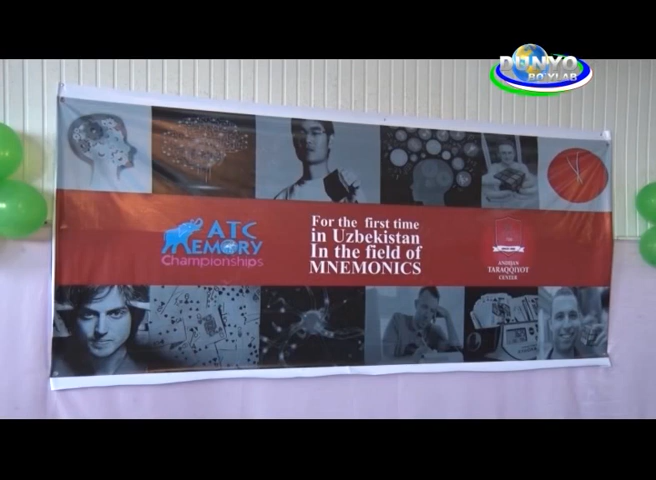 DUNYO
BO'YLAB
ATC
MEMORY
Championships
For the first time
in Uzbekistan
In the field of
MNEMONICS
ANDIJAN
TARAQQIYOT
CENTER